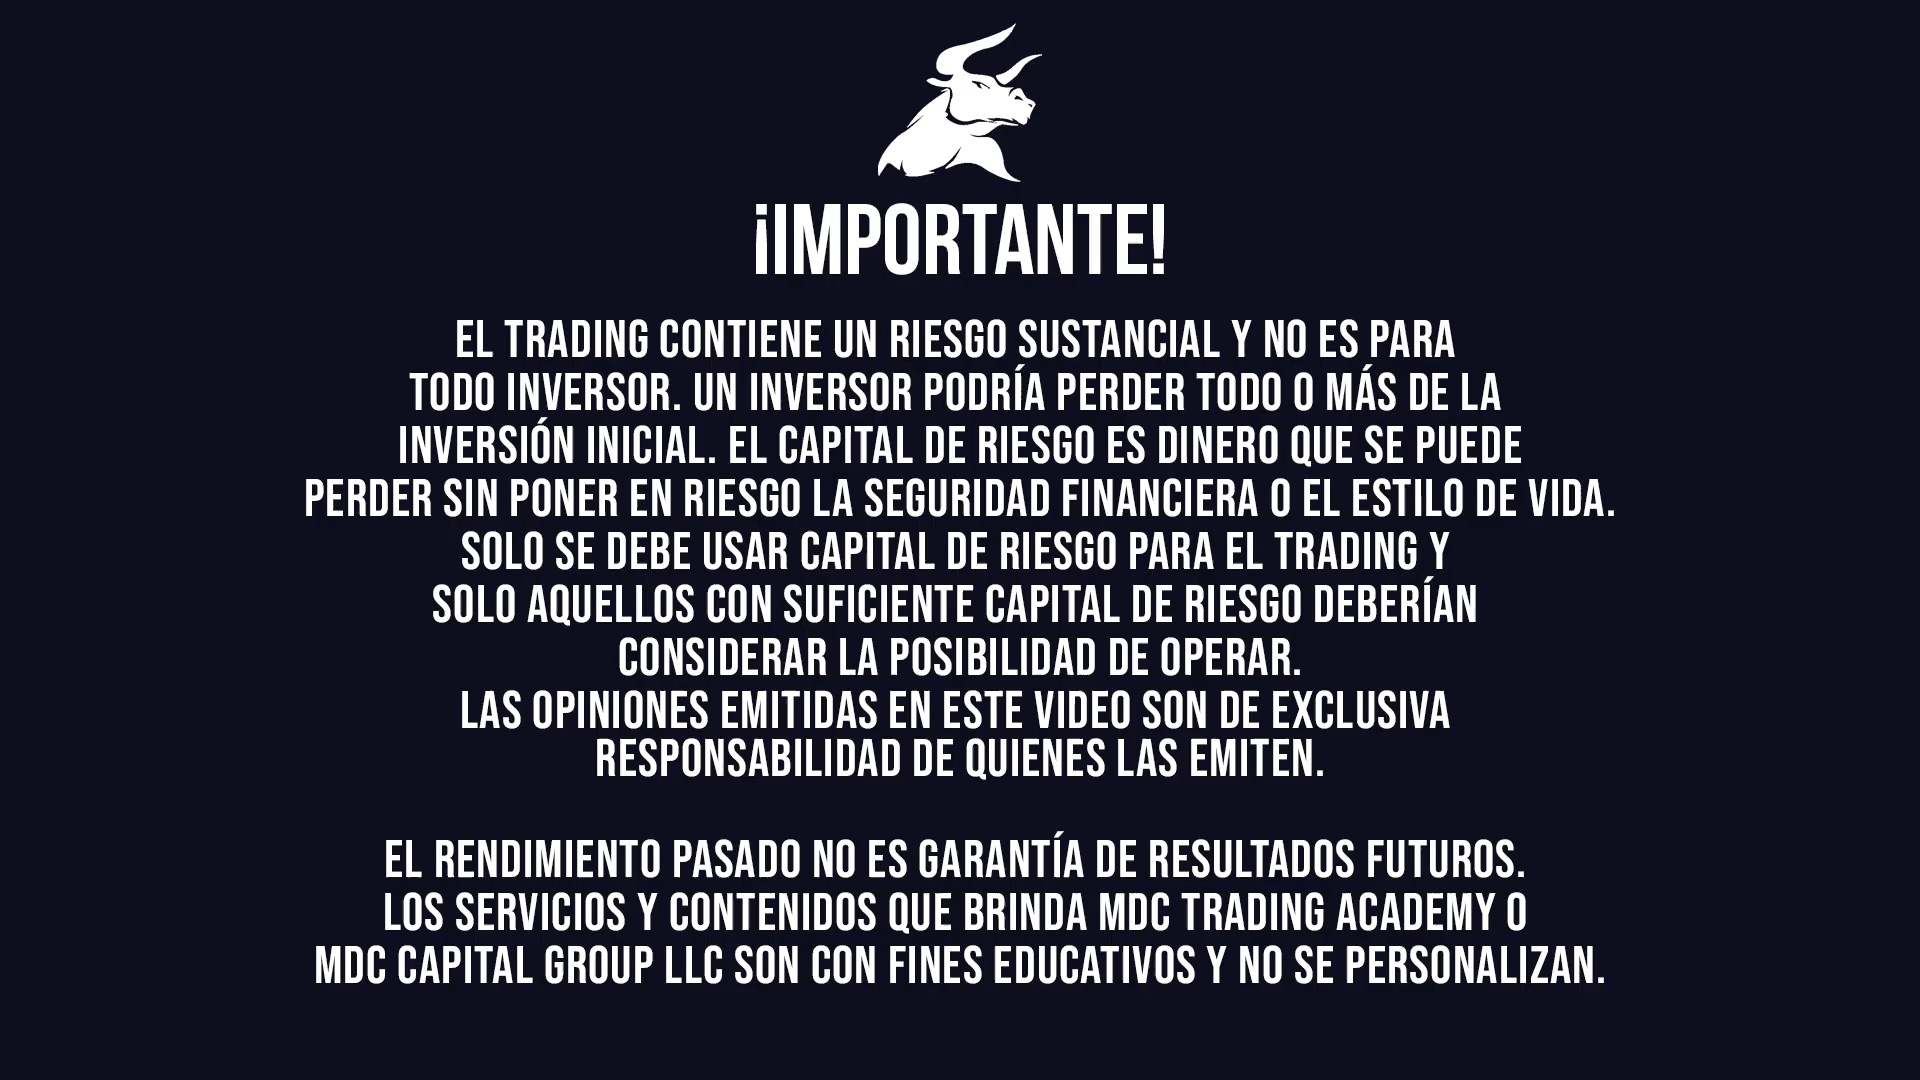 ¡IMPORTANTE!
EL TRADING CONTIENE UN RIESGO SUSTANCIAL Y NO ES PARA
TODO INVERSOR. UN INVERSOR PODRÍA PERDER TODO O MÁS DE LA
INVERSIÓN INICIAL. EL CAPITAL DE RIESGO ES DINERO QUE SE PUEDE
PERDER SIN PONER EN RIESGO LA SEGURIDAD FINANCIERA O EL ESTILO DE VIDA.
SOLO SE DEBE USAR CAPITAL DE RIESGO PARA EL TRADING Y
SOLO AQUELLOS CON SUFICIENTE CAPITAL DE RIESGO DEBERÍAN
CONSIDERAR LA POSIBILIDAD DE OPERAR.
LAS OPINIONES EMITIDAS EN ESTE VIDEO SON DE EXCLUSIVA
RESPONSABILIDAD DE QUIENES LAS EMITEN.
EL RENDIMIENTO PASADO NO ES GARANTÍA DE RESULTADOS FUTUROS.
LOS SERVICIOS Y CONTENIDOS QUE BRINDA MDC TRADING ACADEMY O
MDC CAPITAL GROUP LLC SON CON FINES EDUCATIVOS Y NO SE PERSONALIZAN.